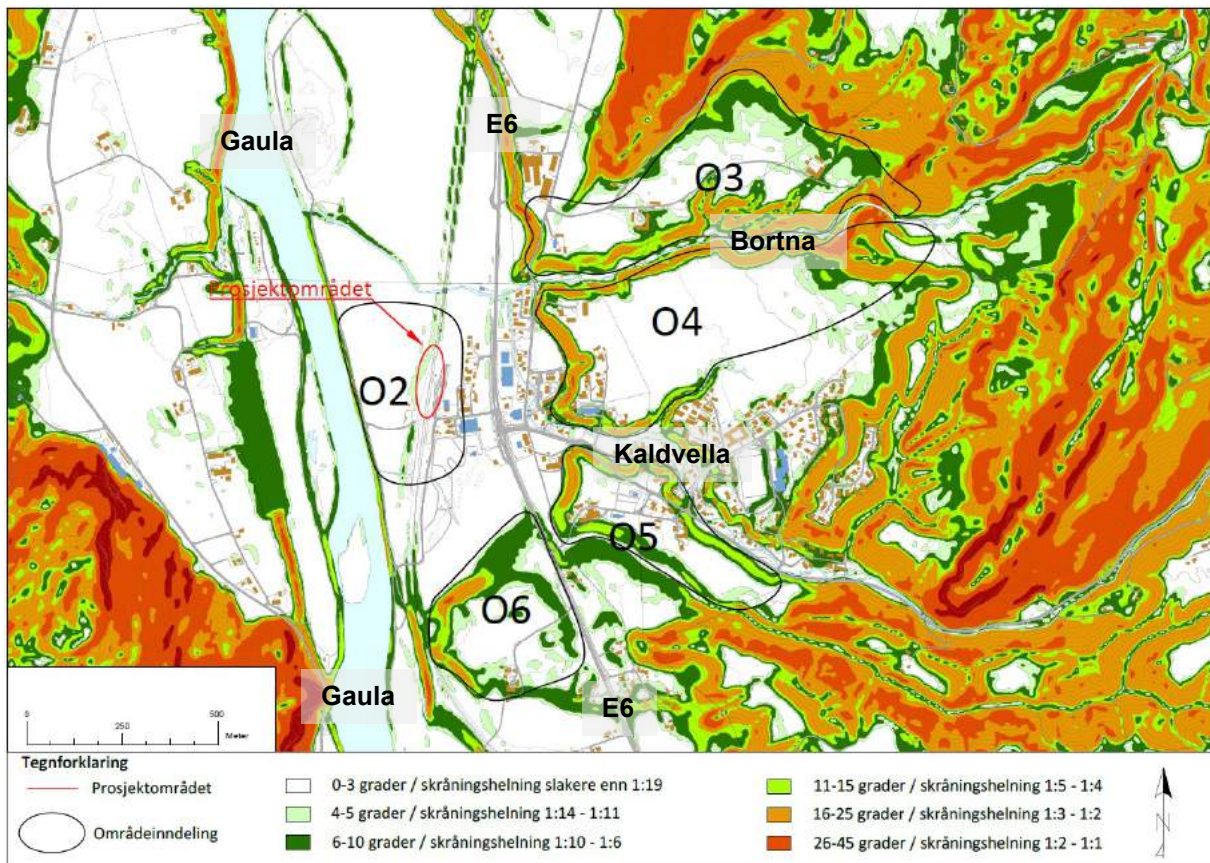 Gaula
E6
O3
Bortna
Prosjektområdet
O4
O2
Kaldvella
O5
O6
Gaula
E6
0 250 500
Meter
Tegnforklaring
Prosjektområdet
Områdeinndeling
0-3 grader / skråningshelning slakere enn 1:19
4-5 grader / skråningshelning 1:14 - 1:11
6-10 grader / skråningshelning 1:10 - 1:6
11-15 grader / skråningshelning 1:5 - 1:4
16-25 grader / skråningshelning 1:3 - 1:2
26-45 grader / skråningshelning 1:2 - 1:1
N